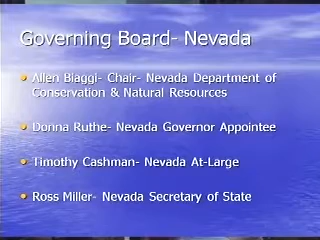 Governing Board- Nevada
Allen Biaggi- Chair- Nevada Department of
Conservation & Natural Resources
Donna Ruthe- Nevada Governor Appointee
Timothy Cashman- Nevada At-Large
Ross Miller- Nevada Secretary of State